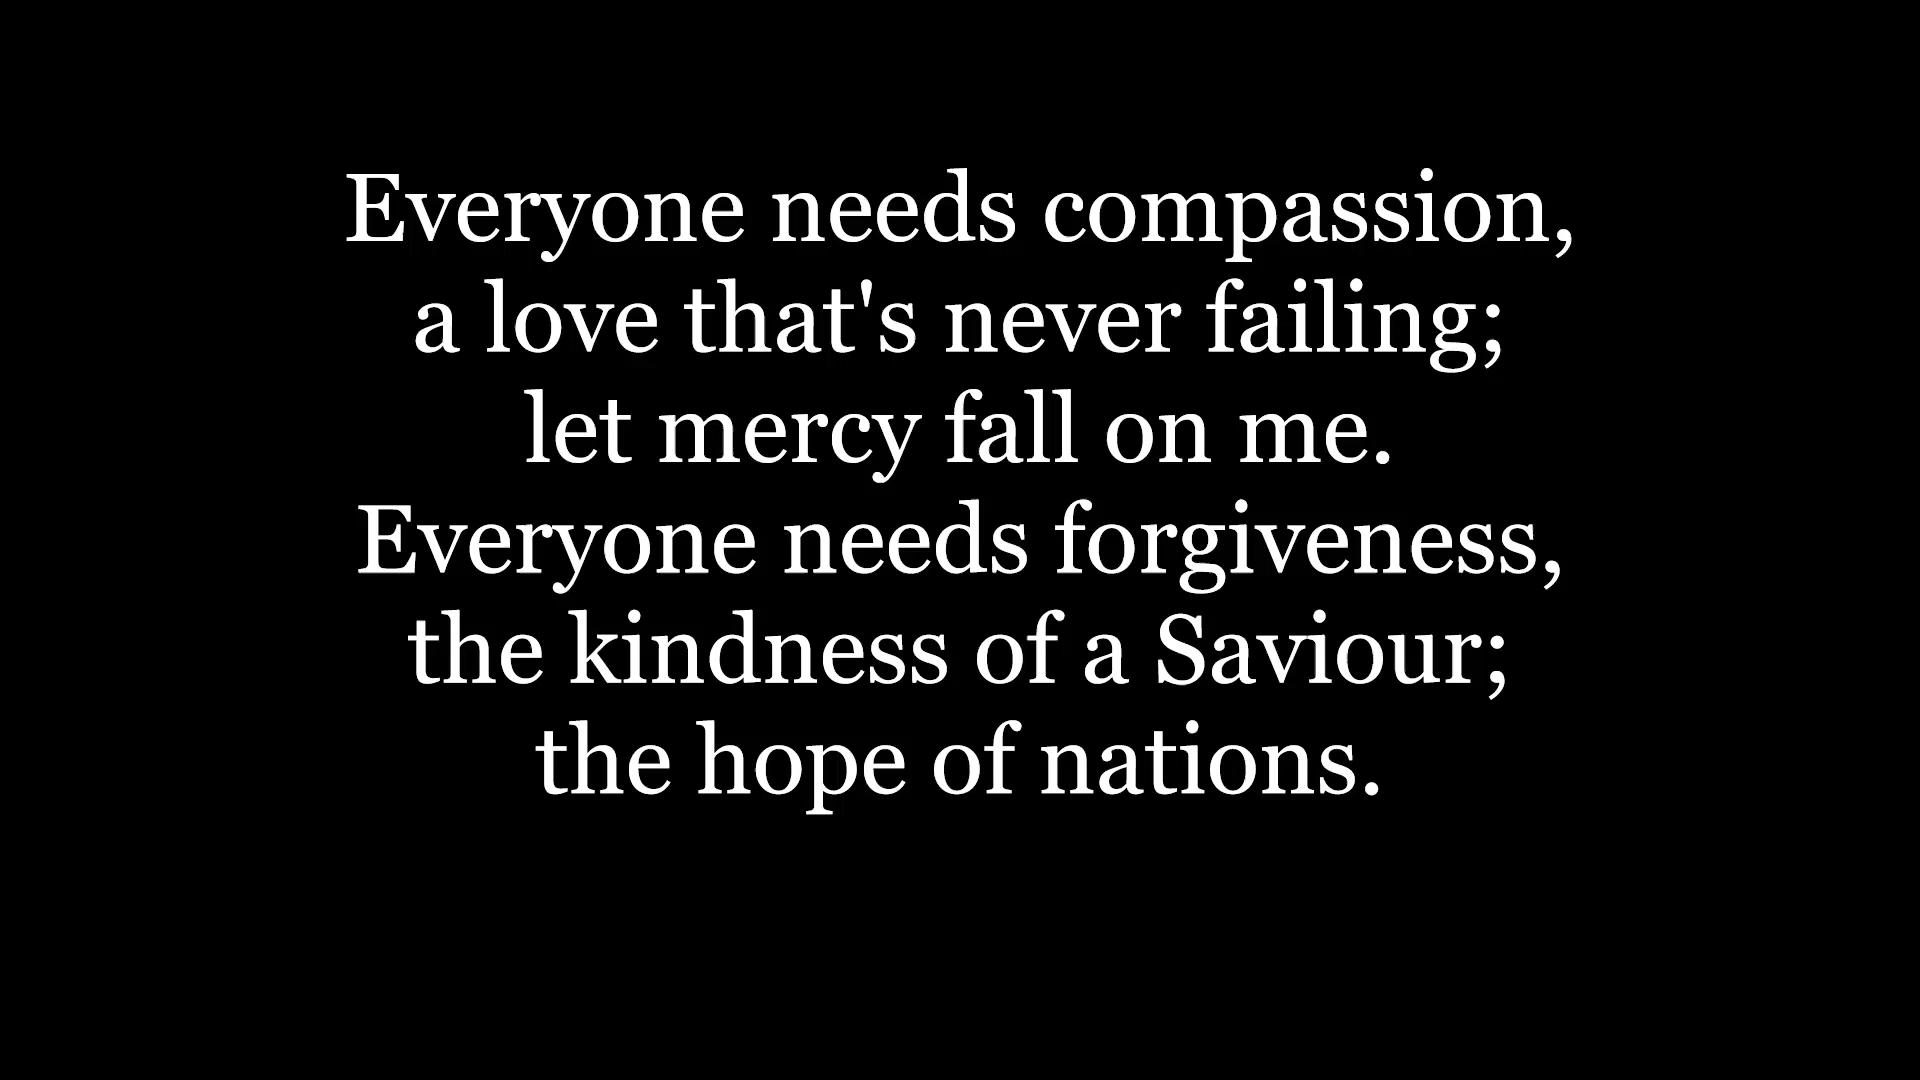 Everyone needs compassion,
a love that's never failing;
let mercy fall on me.
Everyone needs forgiveness,
the kindness of a Saviour;
the hope of nations.